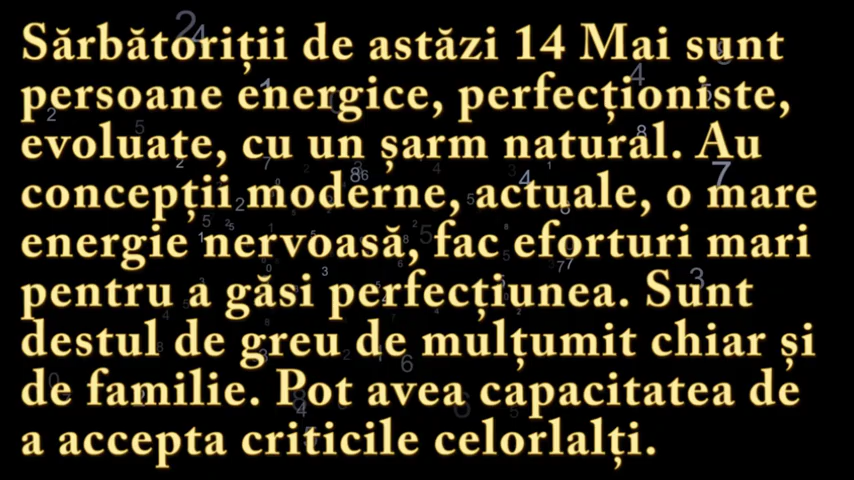 Sărbătoriții de astăzi 14 Mai sunt
persoane energice, perfecționiste,
evoluate, cu un șarm natural. Au
concepții moderne, actuale, o mare
energie nervoasă, fac eforturi mari
pentru a găsi perfecțiunea. Sunt
destul de greu de mulțumit chiar și
de familie. Pot avea capacitatea de
a accepta criticile celorlalți.